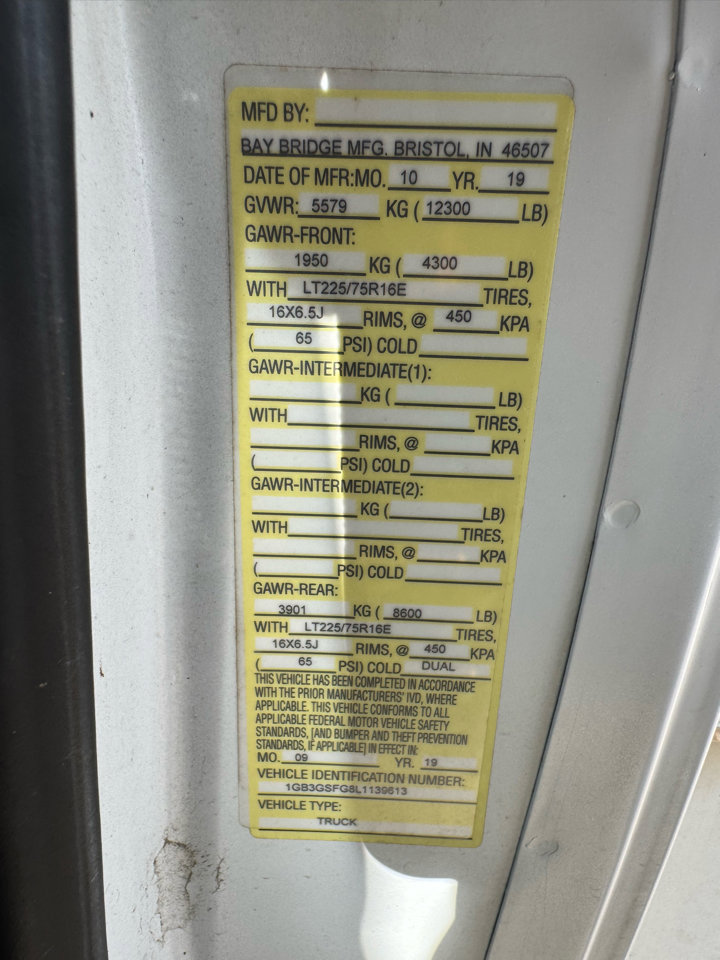 MFD BY:
BAY BRIDGE MFG. BRISTOL, IN 46507
DATE OF MFR: MO. 10 YR. 19
GVWR: 5579 KG ( 12300 LB)
GAWR-FRONT:
1950 KG ( 4300 LB)
WITH LT225/75R16E TIRES,
16X6.5J RIMS, @ 450 KPA
( 65 PSI) COLD
GAWR-INTERMEDIATE(1):
KG ( LB)
WITH TIRES,
RIMS, @ KPA
( PSI) COLD
GAWR-INTERMEDIATE(2):
KG ( LB)
WITH TIRES,
RIMS, @ KPA
( PSI) COLD
GAWR-REAR:
3901 KG ( 8600 LB)
WITH LT225/75R16E TIRES,
16X6.5J RIMS, @ 450 KPA
( 65 PSI) COLD DUAL
THIS VEHICLE HAS BEEN COMPLETED IN ACCORDANCE
WITH THE PRIOR MANUFACTURERS' IVD, WHERE
APPLICABLE. THIS VEHICLE CONFORMS TO ALL
APPLICABLE FEDERAL MOTOR VEHICLE SAFETY
STANDARDS, [AND BUMPER AND THEFT PREVENTION
STANDARDS, IF APPLICABLE] IN EFFECT IN:
MO. 09 YR. 19
VEHICLE IDENTIFICATION NUMBER:
1GB3GSFG8L1139613
VEHICLE TYPE:
TRUCK